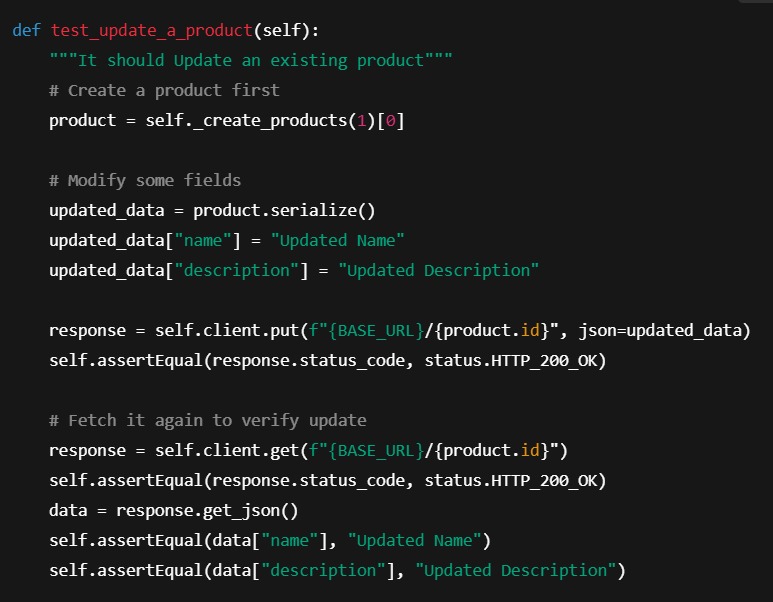 def test_update_a_product(self):
    """It should Update an existing product"""
    # Create a product first
    product = self._create_products(1)[0]

    # Modify some fields
    updated_data = product.serialize()
    updated_data["name"] = "Updated Name"
    updated_data["description"] = "Updated Description"

    response = self.client.put(f"{BASE_URL}/{product.id}", json=updated_data)
    self.assertEqual(response.status_code, status.HTTP_200_OK)

    # Fetch it again to verify update
    response = self.client.get(f"{BASE_URL}/{product.id}")
    self.assertEqual(response.status_code, status.HTTP_200_OK)
    data = response.get_json()
    self.assertEqual(data["name"], "Updated Name")
    self.assertEqual(data["description"], "Updated Description")